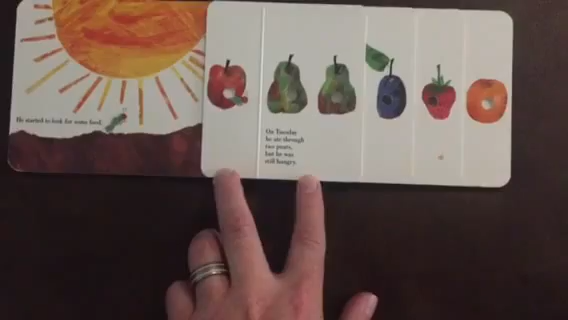 He started to look for some food.
On Tuesday
he ate through
two pears,
but he was
still hungry.